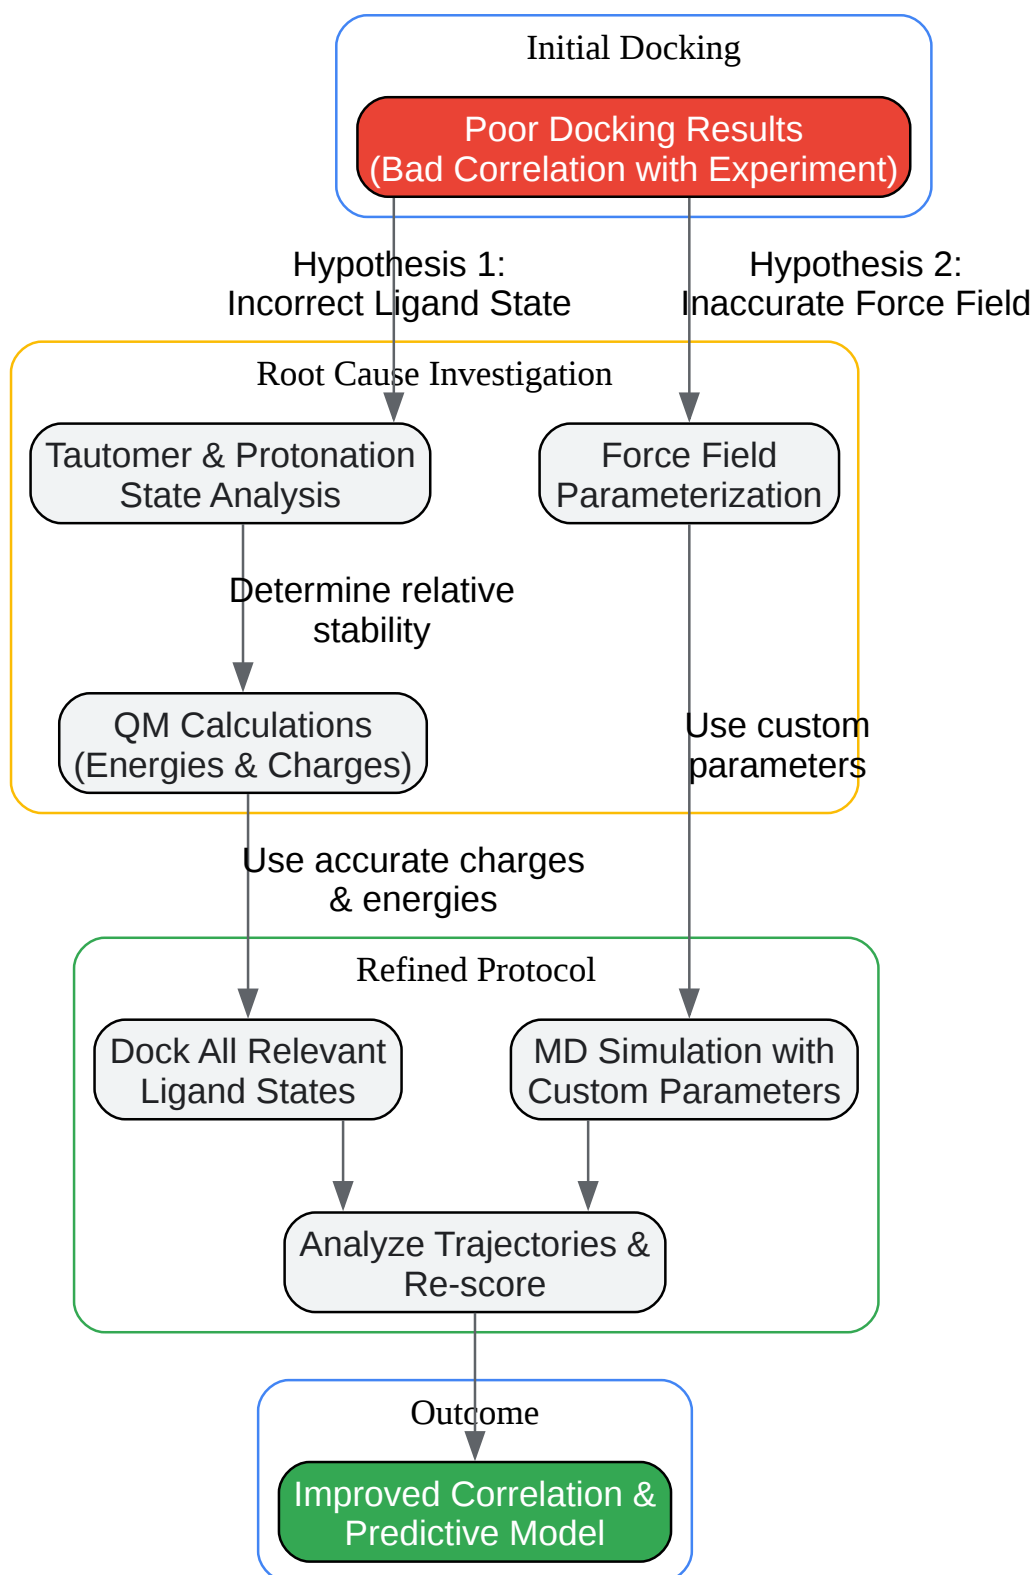 Initial Docking
Poor Docking Results
(Bad Correlation with Experiment)
Hypothesis 1:
Incorrect Ligand State
Hypothesis 2:
Inaccurate Force Field
Root Cause Investigation
Tautomer & Protonation
State Analysis
Force Field
Parameterization
Determine relative
stability
QM Calculations
(Energies & Charges)
Use custom
parameters
Use accurate charges
& energies
Refined Protocol
Dock All Relevant
Ligand States
MD Simulation with
Custom Parameters
Analyze Trajectories &
Re-score
Outcome
Improved Correlation &
Predictive Model